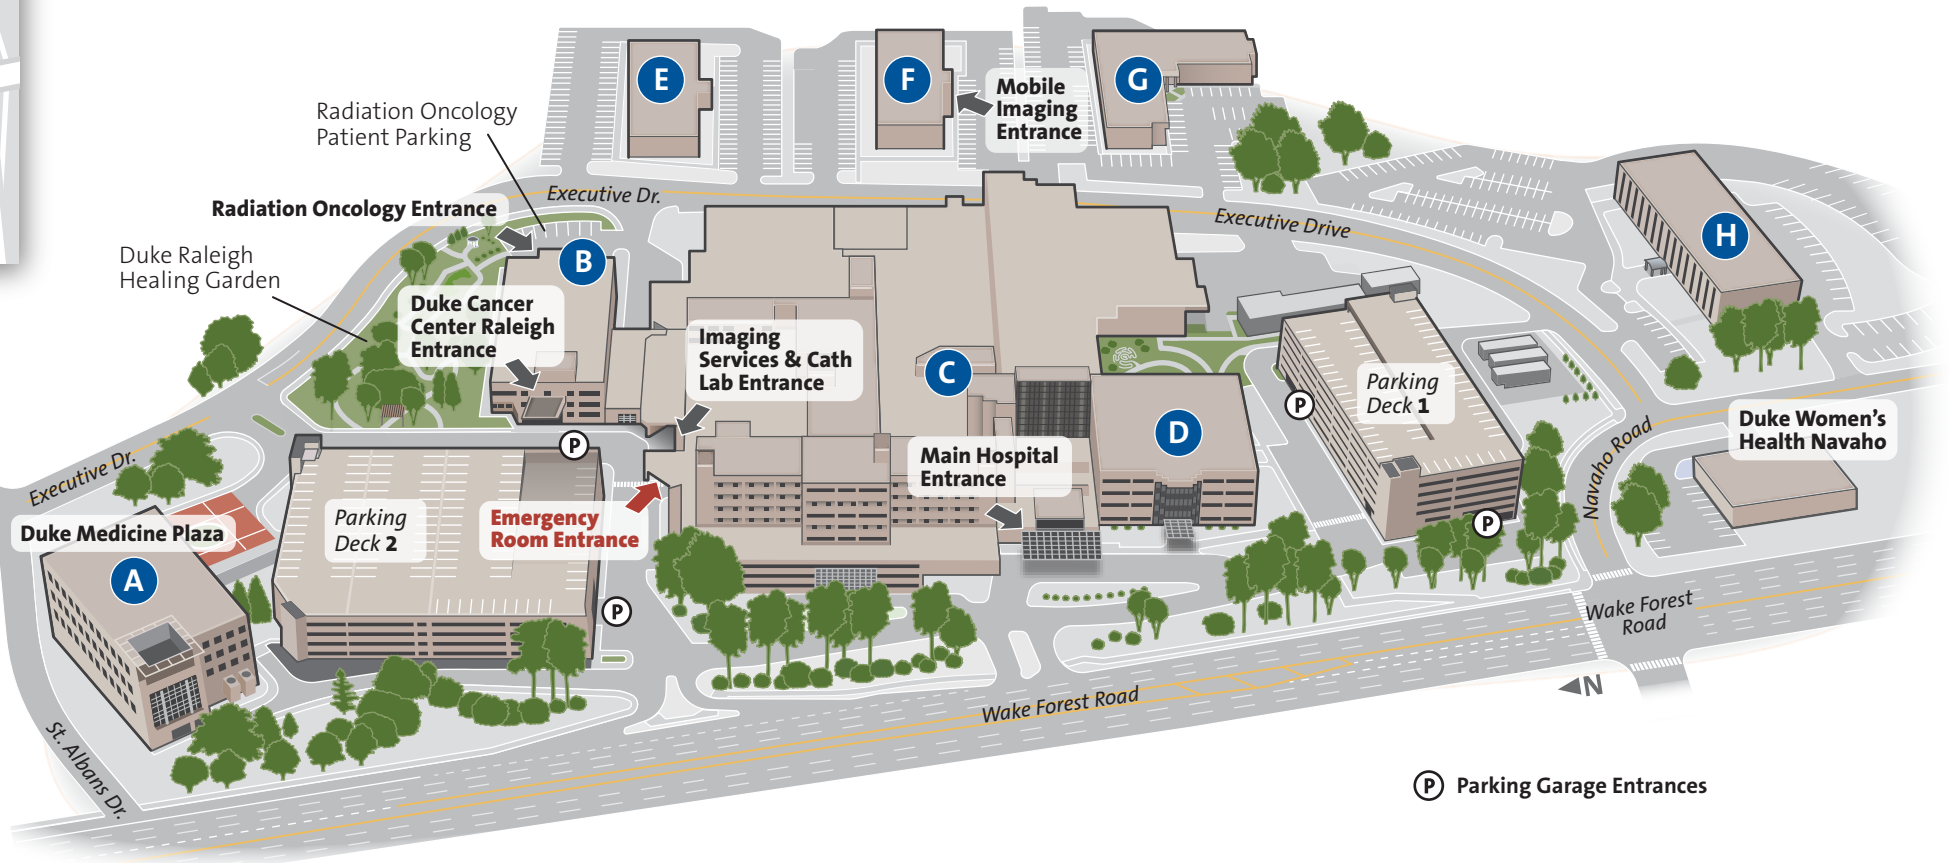 E
F
G
Mobile
Imaging
Entrance
Radiation Oncology
Patient Parking
Executive Dr.
Radiation Oncology Entrance
Executive Drive
H
B
Duke Raleigh
Healing Garden
Duke Cancer
Center Raleigh
Entrance
Imaging
Services & Cath
Lab Entrance
C
Parking
Deck 1
P
D
Duke Women's
Health Navaho
Navaho Road
P
Main Hospital
Entrance
Executive Dr.
Duke Medicine Plaza
Parking
Deck 2
Emergency
Room Entrance
P
A
P
Wake Forest
Road
N
Wake Forest Road
St. Albans Dr.
P Parking Garage Entrances